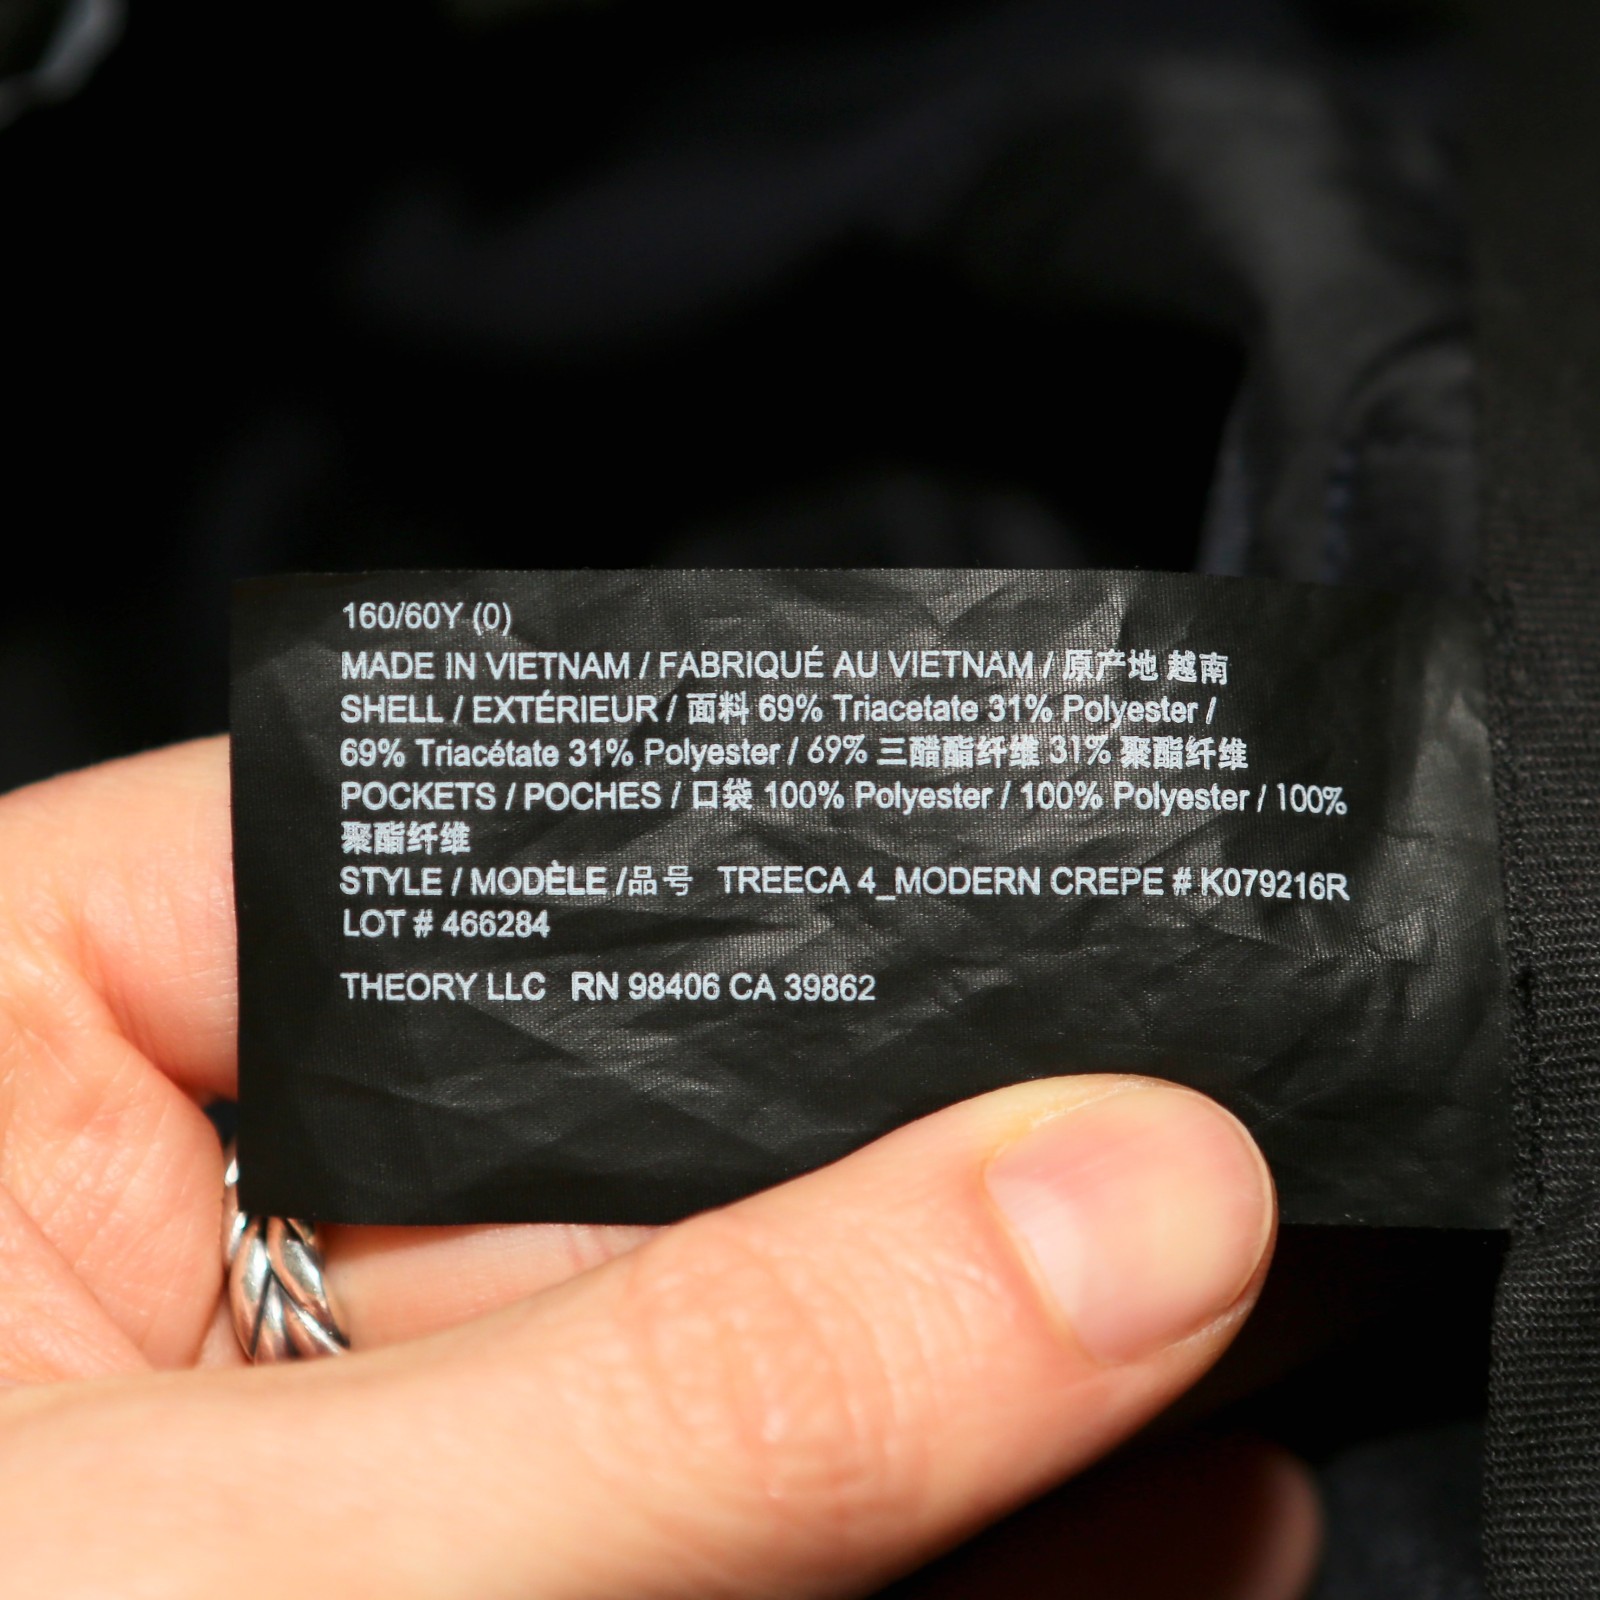 160/60Y (0)
MADE IN VIETNAM / FABRIQUÉ AU VIETNAM / 原产地 越南
SHELL / EXTÉRIEUR / 面料 69% Triacetate 31% Polyester /
69% Triacétate 31% Polyester / 69% 三醋酯纤维 31% 聚酯纤维
POCKETS / POCHES / 口袋 100% Polyester / 100% Polyester / 100%
聚酯纤维
STYLE / MODÈLE /品号 TREECA 4_MODERN CREPE # K079216R
LOT # 466284
THEORY LLC RN 98406 CA 39862